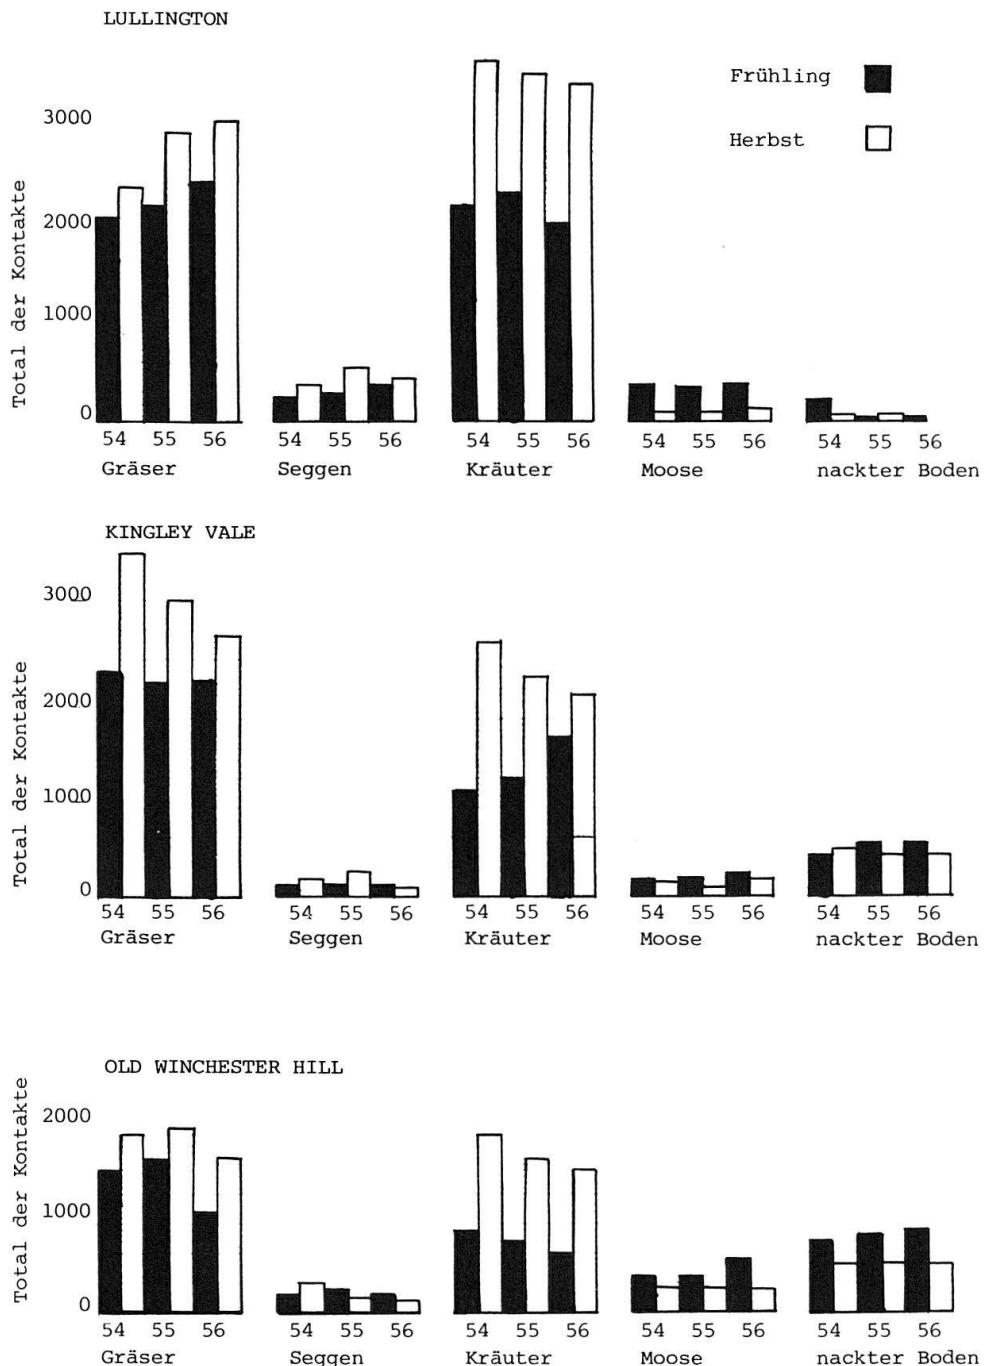 LULLINGTON
Frühling
Herbst
Total der Kontakte
3000
2000
1000
0
54 55 56 54 55 56 54 55 56 54 55 56 54 55 56
Gräser Seggen Kräuter Moose nackter Boden
KINGLEY VALE
Total der Kontakte
3000
2000
1000
0
54 55 56 54 55 56 54 55 56 54 55 56 54 55 56
Gräser Seggen Kräuter Moose nackter Boden
OLD WINCHESTER HILL
Total der Kontakte
2000
1000
0
54 55 56 54 55 56 54 55 56 54 55 56 54 55 56
Gräser Seggen Kräuter Moose nackter Boden